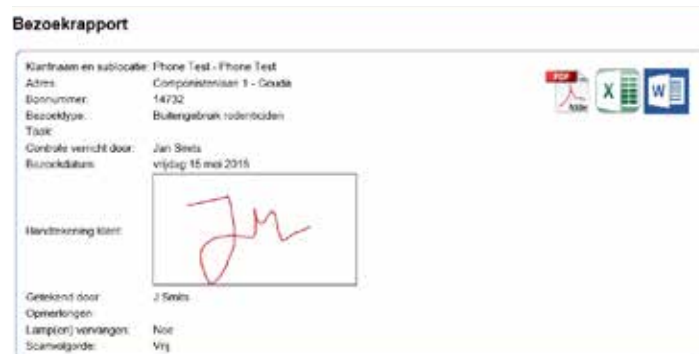 Bezoekrapport
Klantnaam en sublocatie: Phone Test - Phone Test
Adres: Componistenlaan 1 - Gouda
Bonnummer: 14732
Bezoektype: Buitengebruik rodenticiden
Taak:
Controle verricht door: Jan Smits
Bezoekdatum: vrijdag 15 mei 2015
Handtekening klant:
Getekend door: J Smits
Opmerkingen:
Lamp(en) vervangen: Nee
Scanvolgorde: Vrij
PDF
Adobe
X
W